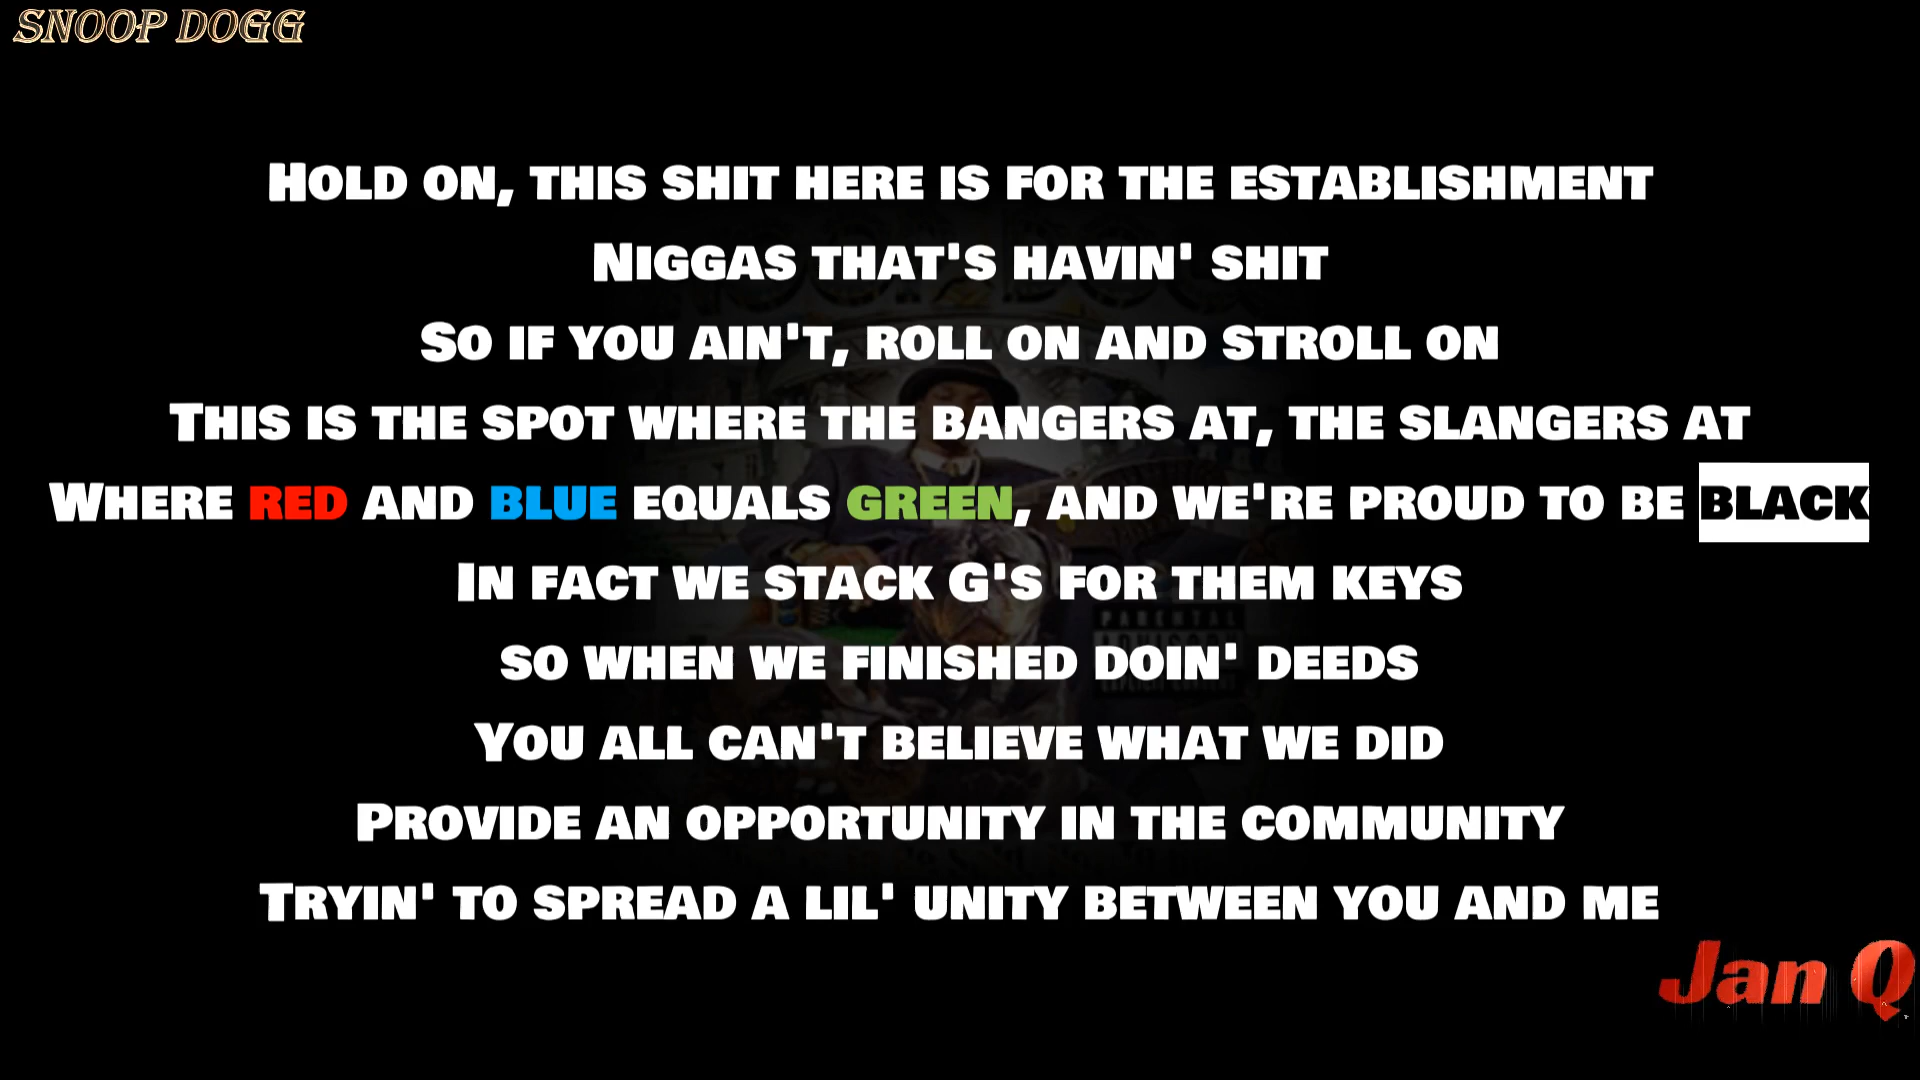 SNOOP DOGG
Hold on, this shit here is for the establishment
Niggas that's havin' shit
So if you ain't, roll on and stroll on
This is the spot where the bangers at, the slangers at
Where red and blue equals green, and we're proud to be black
In fact we stack G's for them keys
so when we finished doin' deeds
You all can't believe what we did
Provide an opportunity in the community
Tryin' to spread a lil' unity between you and me
PARENTAL
ADVISORY
EXPLICIT CONTENT
Jan Q